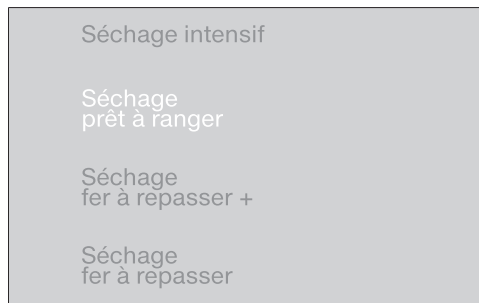 Séchage intensif
Séchage
prêt à ranger
Séchage
fer à repasser +
Séchage
fer à repasser